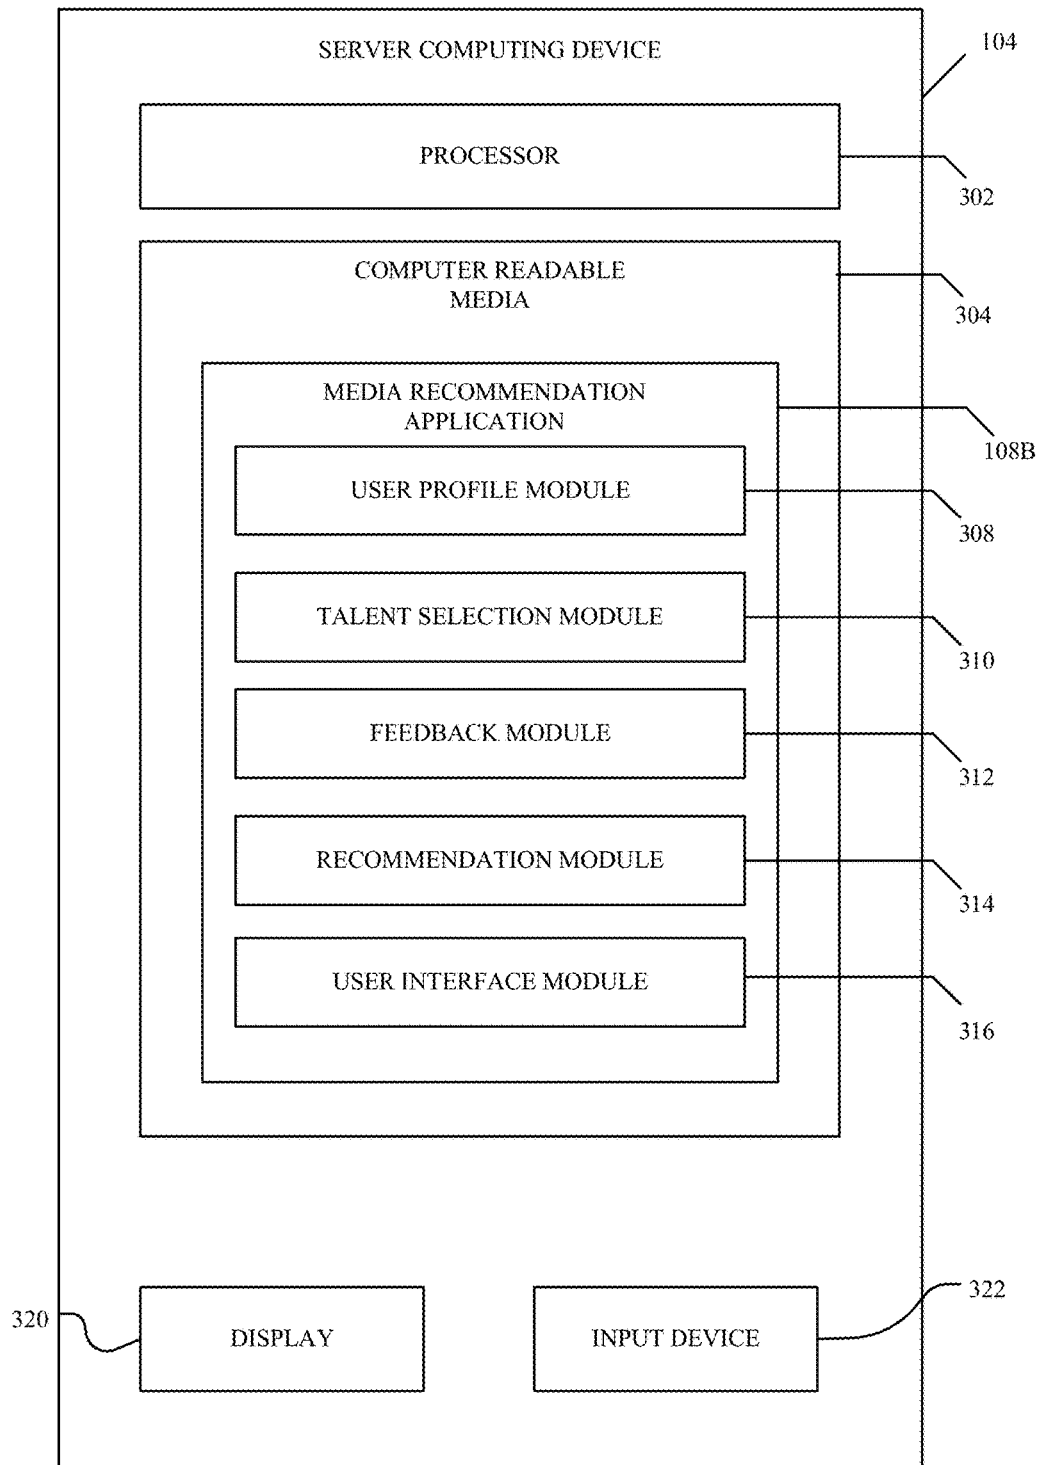 SERVER COMPUTING DEVICE
104
PROCESSOR
302
COMPUTER READABLE
MEDIA
304
MEDIA RECOMMENDATION
APPLICATION
108B
USER PROFILE MODULE
308
TALENT SELECTION MODULE
310
FEEDBACK MODULE
312
RECOMMENDATION MODULE
314
USER INTERFACE MODULE
316
320
DISPLAY
INPUT DEVICE
322